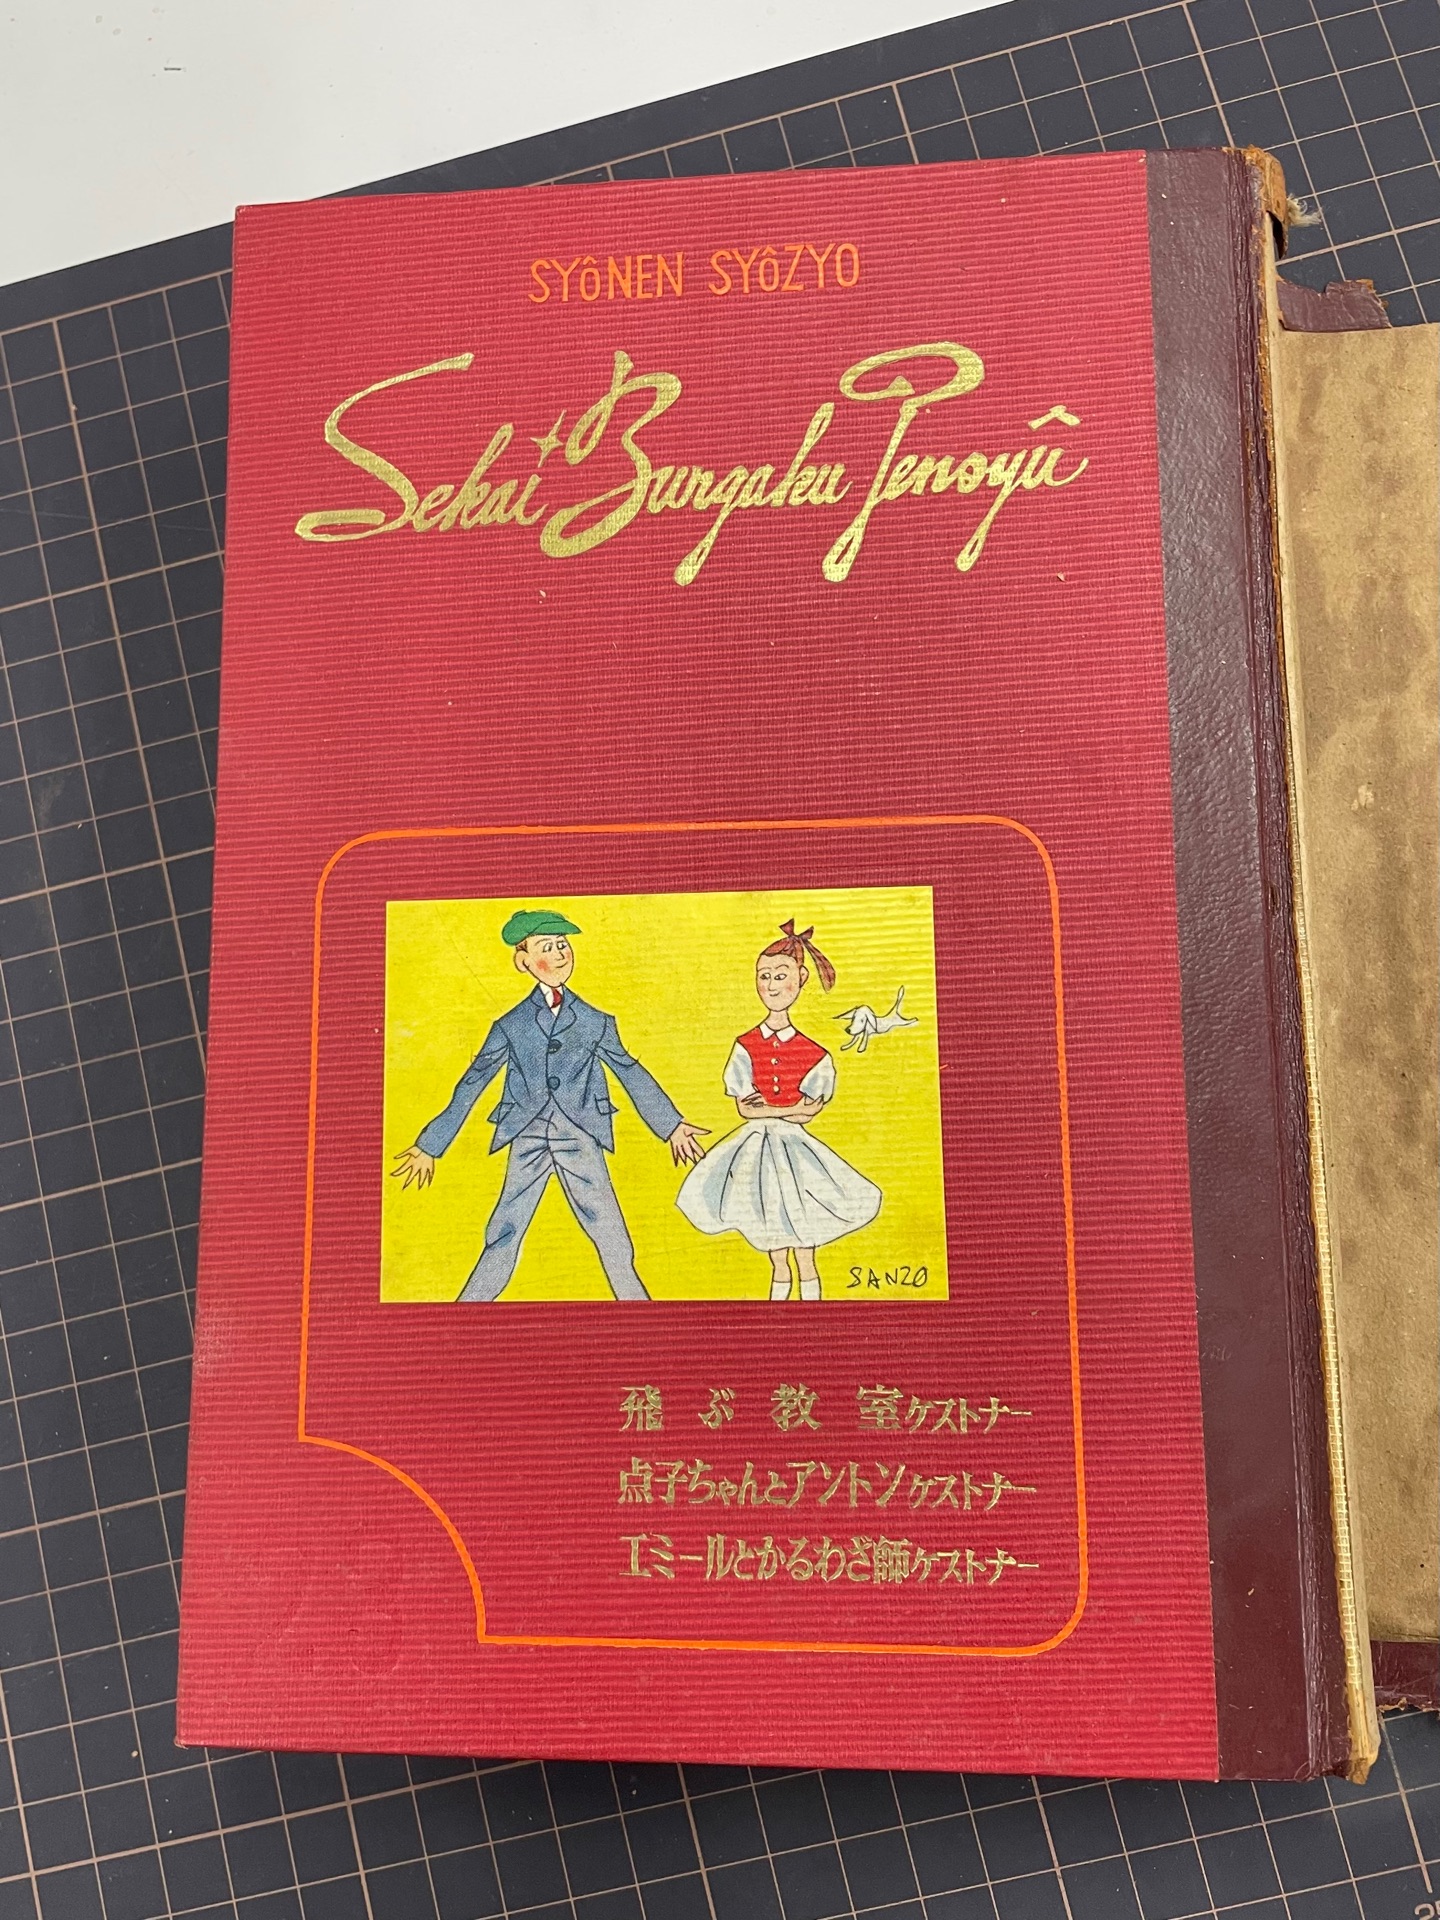 SYÔNEN SYÔZYO
Sekai Bungaku Zensyû
SANZO
飛ぶ教室ケストナー
点子ちゃんとアントンケストナー
エミールとかるわざ師ケストナー